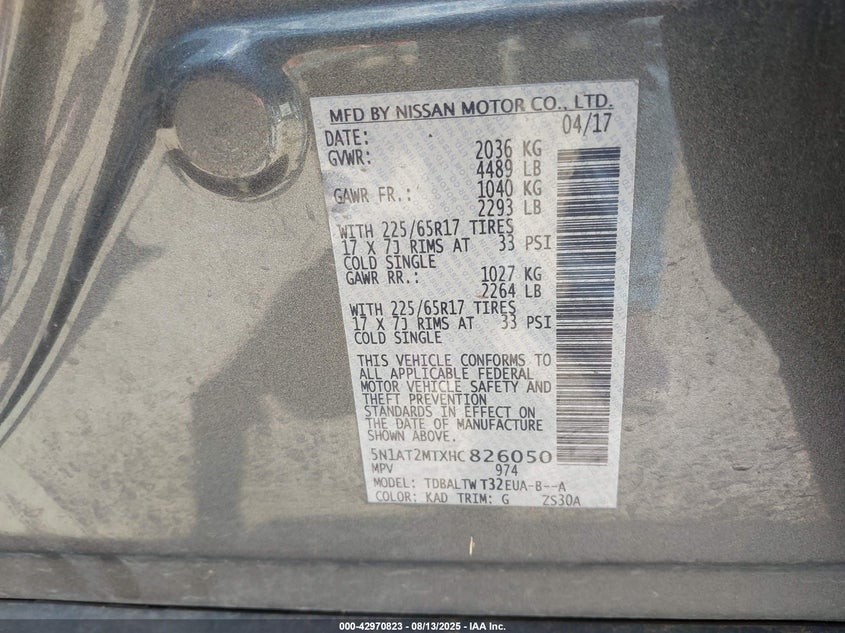 MFD BY NISSAN MOTOR CO., LTD.
DATE: 04/17
GVWR: 2036 KG
4489 LB
GAWR FR.: 1040 KG
2293 LB
WITH 225/65R17 TIRES
17 X 7J RIMS AT 33 PSI
COLD SINGLE
GAWR RR.: 1027 KG
2264 LB
WITH 225/65R17 TIRES
17 X 7J RIMS AT 33 PSI
COLD SINGLE
THIS VEHICLE CONFORMS TO
ALL APPLICABLE FEDERAL
MOTOR VEHICLE SAFETY AND
THEFT PREVENTION
STANDARDS IN EFFECT ON
THE DATE OF MANUFACTURE
SHOWN ABOVE.
5N1AT2MTXHC826050
MPV 974
MODEL: TDBALTW T32EUA-B--A
COLOR: KAD TRIM: G ZS30A
000-42970823 - 08/13/2025 - IAA Inc.